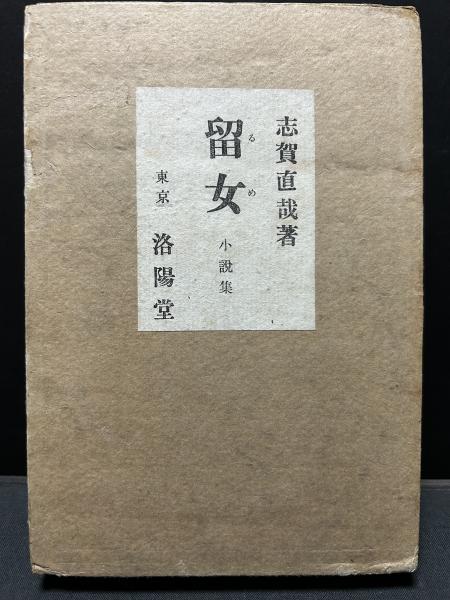 志賀直哉著
留女
るめ
小説集
東京 洛陽堂